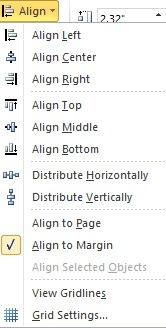 Align
2.32"
Align Left
Align Center
Align Right
Align Top
Align Middle
Align Bottom
Distribute Horizontally
Distribute Vertically
Align to Page
Align to Margin
Align Selected Objects
View Gridlines
Grid Settings...